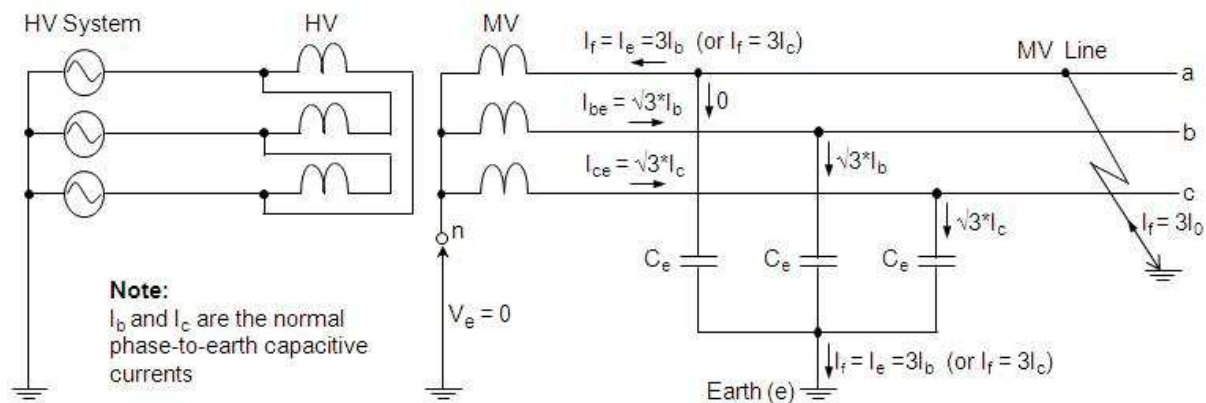 HV System
HV
MV
I_f = I_e =3I_b (or I_f = 3I_c)
MV Line
a
0
I_be = √3*I_b
b
√3*I_b
I_ce = √3*I_c
c
√3*I_c
I_f = 3I_0
n
C_e
C_e
C_e
Note:
I_b and I_c are the normal
phase-to-earth capacitive
currents
V_e = 0
I_f = I_e =3I_b (or I_f = 3I_c)
Earth (e)